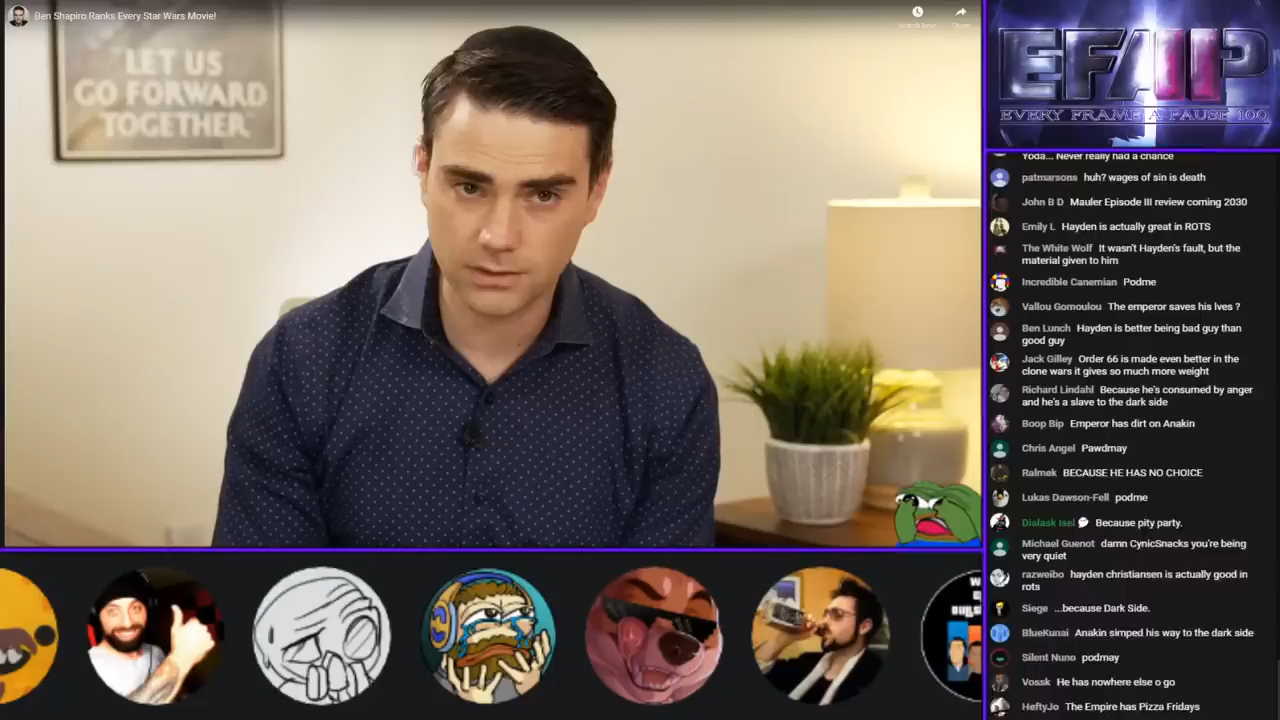 Ben Shapiro Ranks Every Star Wars Movie!
Share
"LET US
GO FORWARD
TOGETHER"
EFAP
EVERY FRAME A PAUSE 100
Yoda... Never really had a chance
patmarsons huh? wages of sin is death
John B D Mauler Episode III review coming 2030
Emily L Hayden is actually great in ROTS
The White Wolf It wasn't Hayden's fault, but the
material given to him
Incredible Canemian Podme
Vallou Gomoulou The emperor saves his lves ?
Ben Lunch Hayden is better being bad guy than
good guy
Jack Gilley Order 66 is made even better in the
clone wars it gives so much more weight
Richard Lindahl Because he's consumed by anger
and he's a slave to the dark side
Boop Bip Emperor has dirt on Anakin
Chris Angel Pawdmay
Ralmek BECAUSE HE HAS NO CHOICE
Lukas Dawson-Fell podme
Dialask Isel Because pity party.
Michael Guenot damn CynicSnacks you're being
very quiet
razweibo hayden christiansen is actually good in
rots
Siege ...because Dark Side.
BlueKunai Anakin simped his way to the dark side
Silent Nuno podmay
Vossk He has nowhere else o go
HeftyJo The Empire has Pizza Fridays